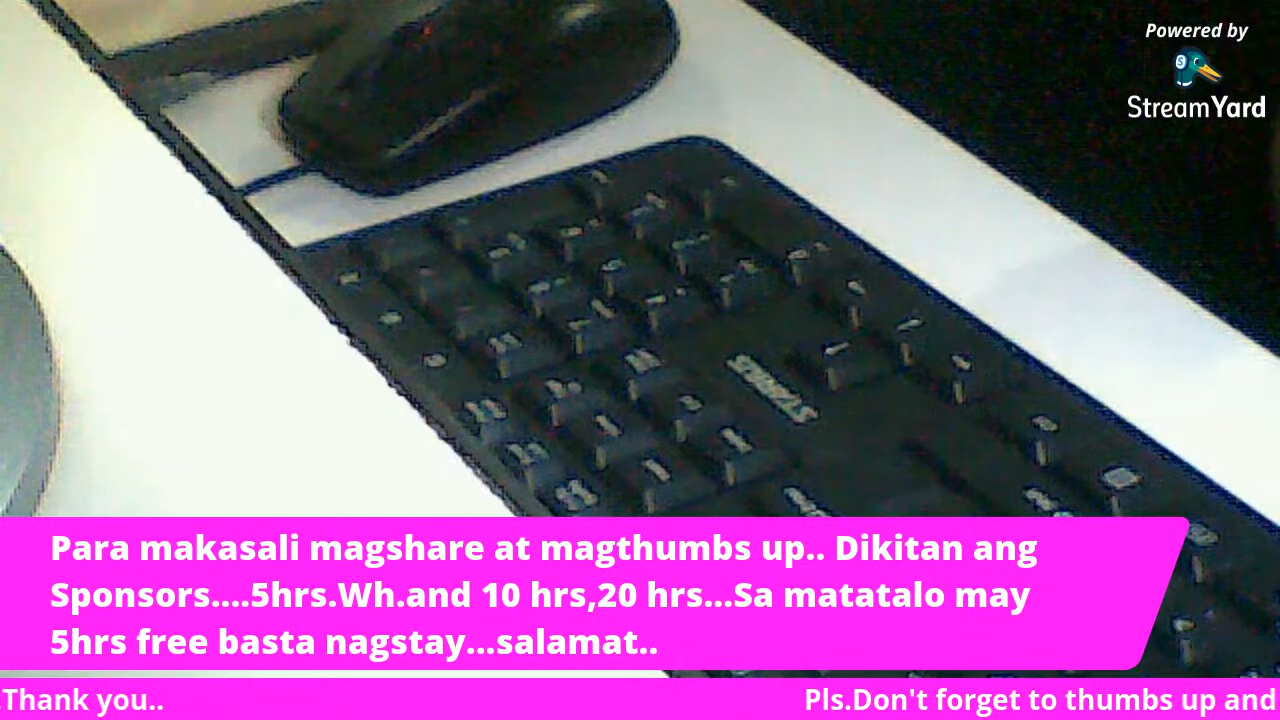 Powered by
StreamYard
Para makasali magshare at magthumbs up.. Dikitan ang
Sponsors....5hrs.Wh.and 10 hrs,20 hrs...Sa matatalo may
5hrs free basta nagstay...salamat..
.Thank you..
Pls.Don't forget to thumbs up and